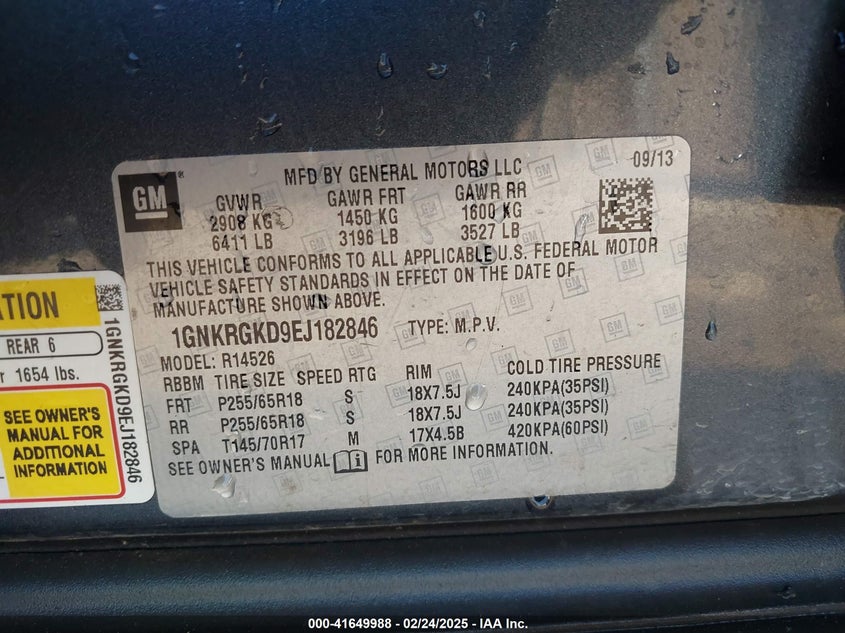 MFD BY GENERAL MOTORS LLC 09/13
GM
GVWR GAWR FRT GAWR RR
2908 KG 1450 KG 1600 KG
6411 LB 3196 LB 3527 LB
THIS VEHICLE CONFORMS TO ALL APPLICABLE U.S. FEDERAL MOTOR
VEHICLE SAFETY STANDARDS IN EFFECT ON THE DATE OF
MANUFACTURE SHOWN ABOVE.
1GNKRGKD9EJ182846 TYPE: M.P.V.
MODEL: R14526
RBBM TIRE SIZE SPEED RTG RIM COLD TIRE PRESSURE
FRT P255/65R18 S 18X7.5J 240KPA(35PSI)
RR P255/65R18 S 18X7.5J 240KPA(35PSI)
SPA T145/70R17 M 17X4.5B 420KPA(60PSI)
SEE OWNER'S MANUAL FOR MORE INFORMATION.
REAR 6
1654 lbs.
SEE OWNER'S
MANUAL FOR
ADDITIONAL
INFORMATION
1GNKRGKD9EJ182846
000-41649988 - 02/24/2025 - IAA Inc.